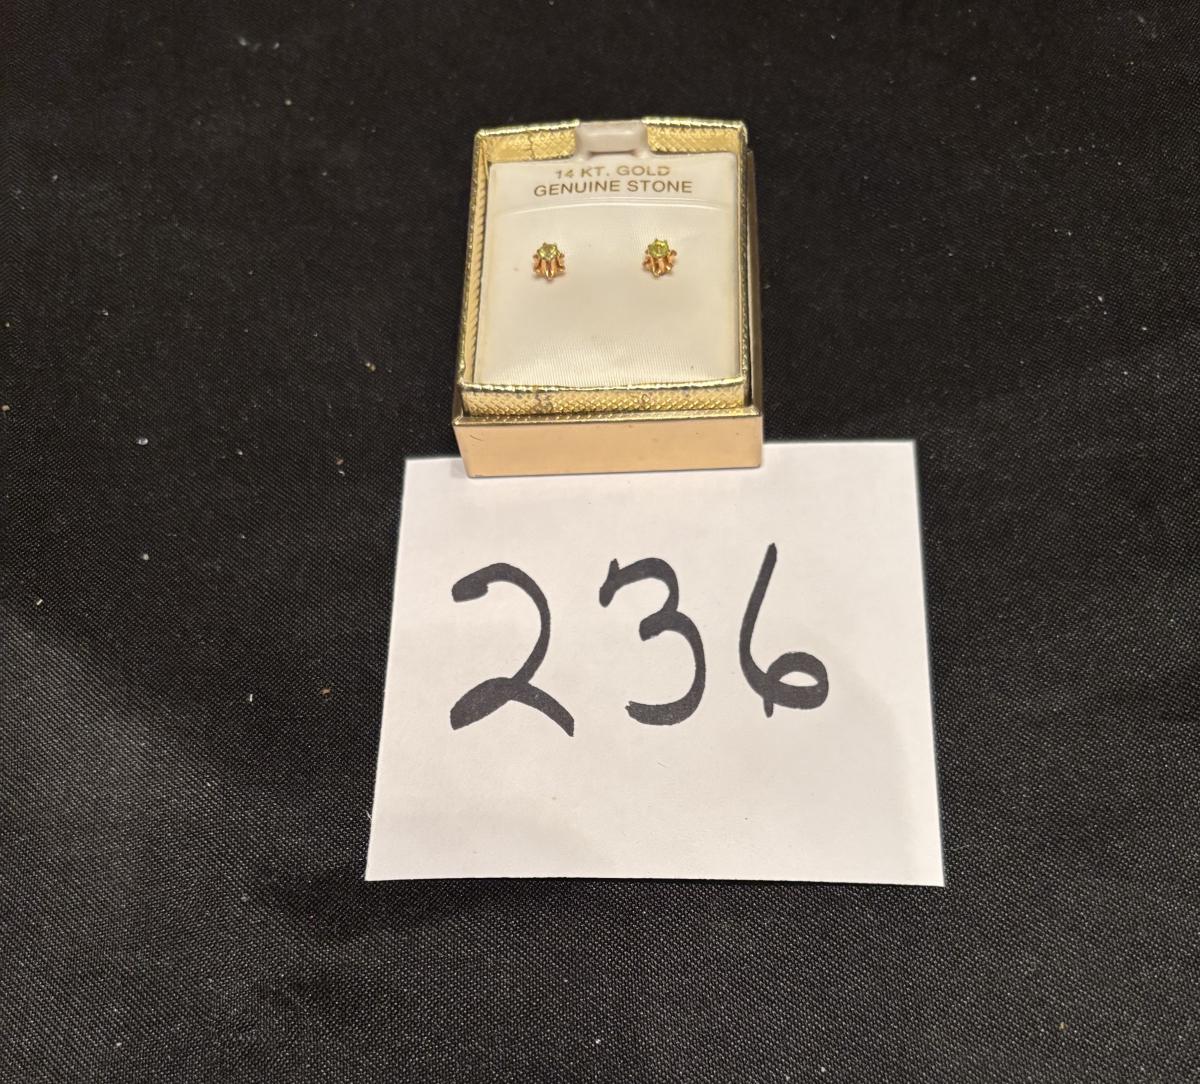 14 KT. GOLD
GENUINE STONE
236